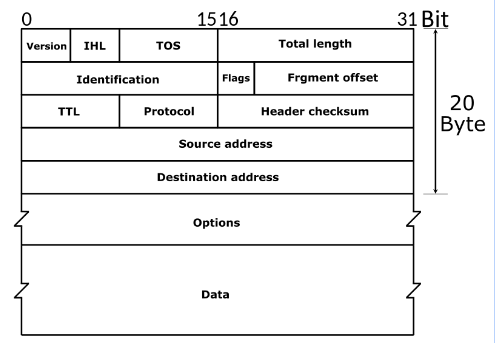 0 15 16 31 Bit
Version IHL TOS Total length
Identification Flags Frgment offset
TTL Protocol Header checksum
20
Byte
Source address
Destination address
Options
Data